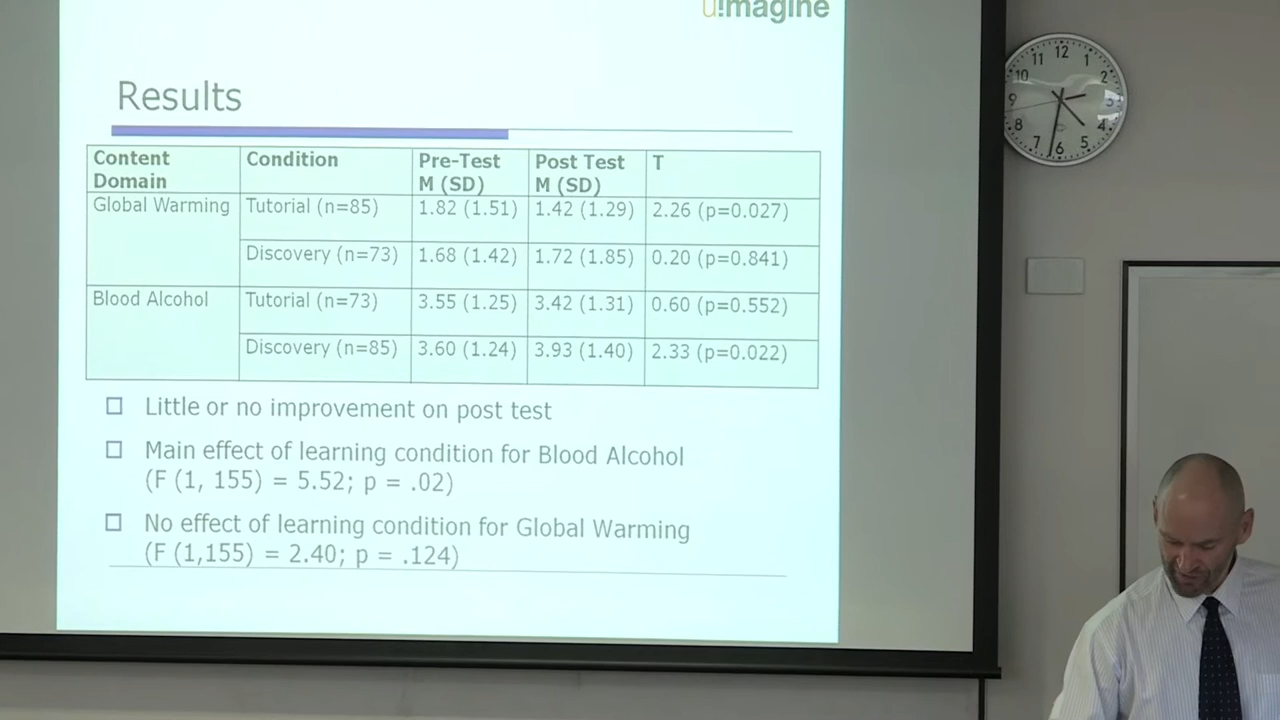 u!magine
Results
Content Domain Condition Pre-Test M (SD) Post Test M (SD) T
Global Warming Tutorial (n=85) 1.82 (1.51) 1.42 (1.29) 2.26 (p=0.027)
Discovery (n=73) 1.68 (1.42) 1.72 (1.85) 0.20 (p=0.841)
Blood Alcohol Tutorial (n=73) 3.55 (1.25) 3.42 (1.31) 0.60 (p=0.552)
Discovery (n=85) 3.60 (1.24) 3.93 (1.40) 2.33 (p=0.022)
Little or no improvement on post test
Main effect of learning condition for Blood Alcohol
(F (1, 155) = 5.52; p = .02)
No effect of learning condition for Global Warming
(F (1,155) = 2.40; p = .124)
12
11 1
10 2
9 3
8 4
7 5
6